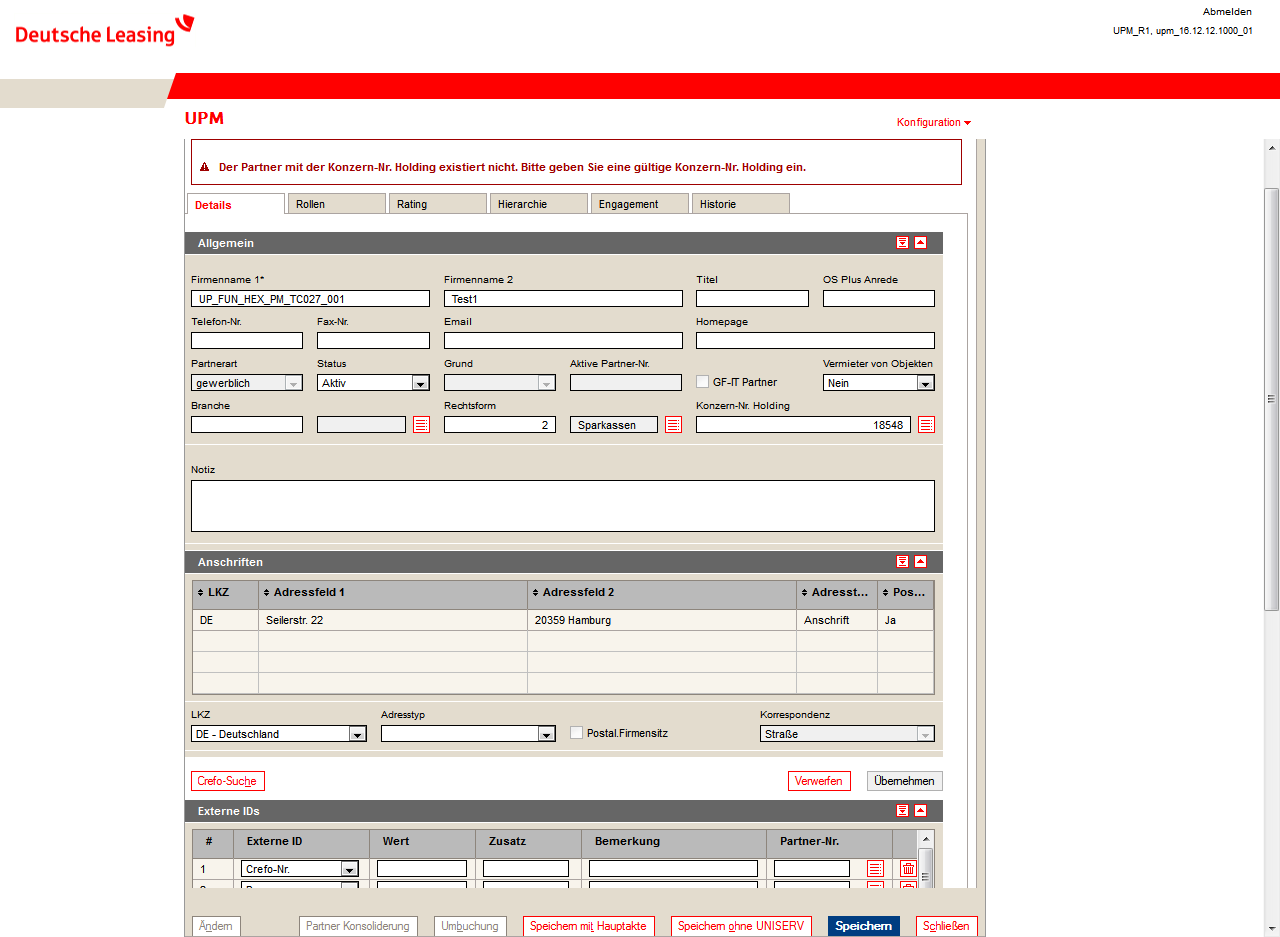 Abmelden
Deutsche Leasing
UPM_R1, upm_16.12.12.1000_01
UPM
Konfiguration
Der Partner mit der Konzern-Nr. Holding existiert nicht. Bitte geben Sie eine gültige Konzern-Nr. Holding ein.
Details Rollen Rating Hierarchie Engagement Historie
Allgemein
Firmenname 1* Firmenname 2 Titel OS Plus Anrede
UP_FUN_HEX_PM_TC027_001 Test1
Telefon-Nr. Fax-Nr. Email Homepage
Partnerart Status Grund Aktive Partner-Nr. Vermieter von Objekten
gewerblich Aktiv GF-IT Partner Nein
Branche Rechtsform Konzern-Nr. Holding
2 Sparkassen 18548
Notiz
Anschriften
LKZ Adressfeld 1 Adressfeld 2 Adresst... Pos...
DE Seilerstr. 22 20359 Hamburg Anschrift Ja
LKZ Adresstyp Korrespondenz
DE - Deutschland Postal.Firmensitz Straße
Crefo-Suche Verwerfen Übernehmen
Externe IDs
# Externe ID Wert Zusatz Bemerkung Partner-Nr.
1 Crefo-Nr.
Ändern Partner Konsolidierung Umbuchung Speichern mit Hauptakte Speichern ohne UNISERV Speichern Schließen